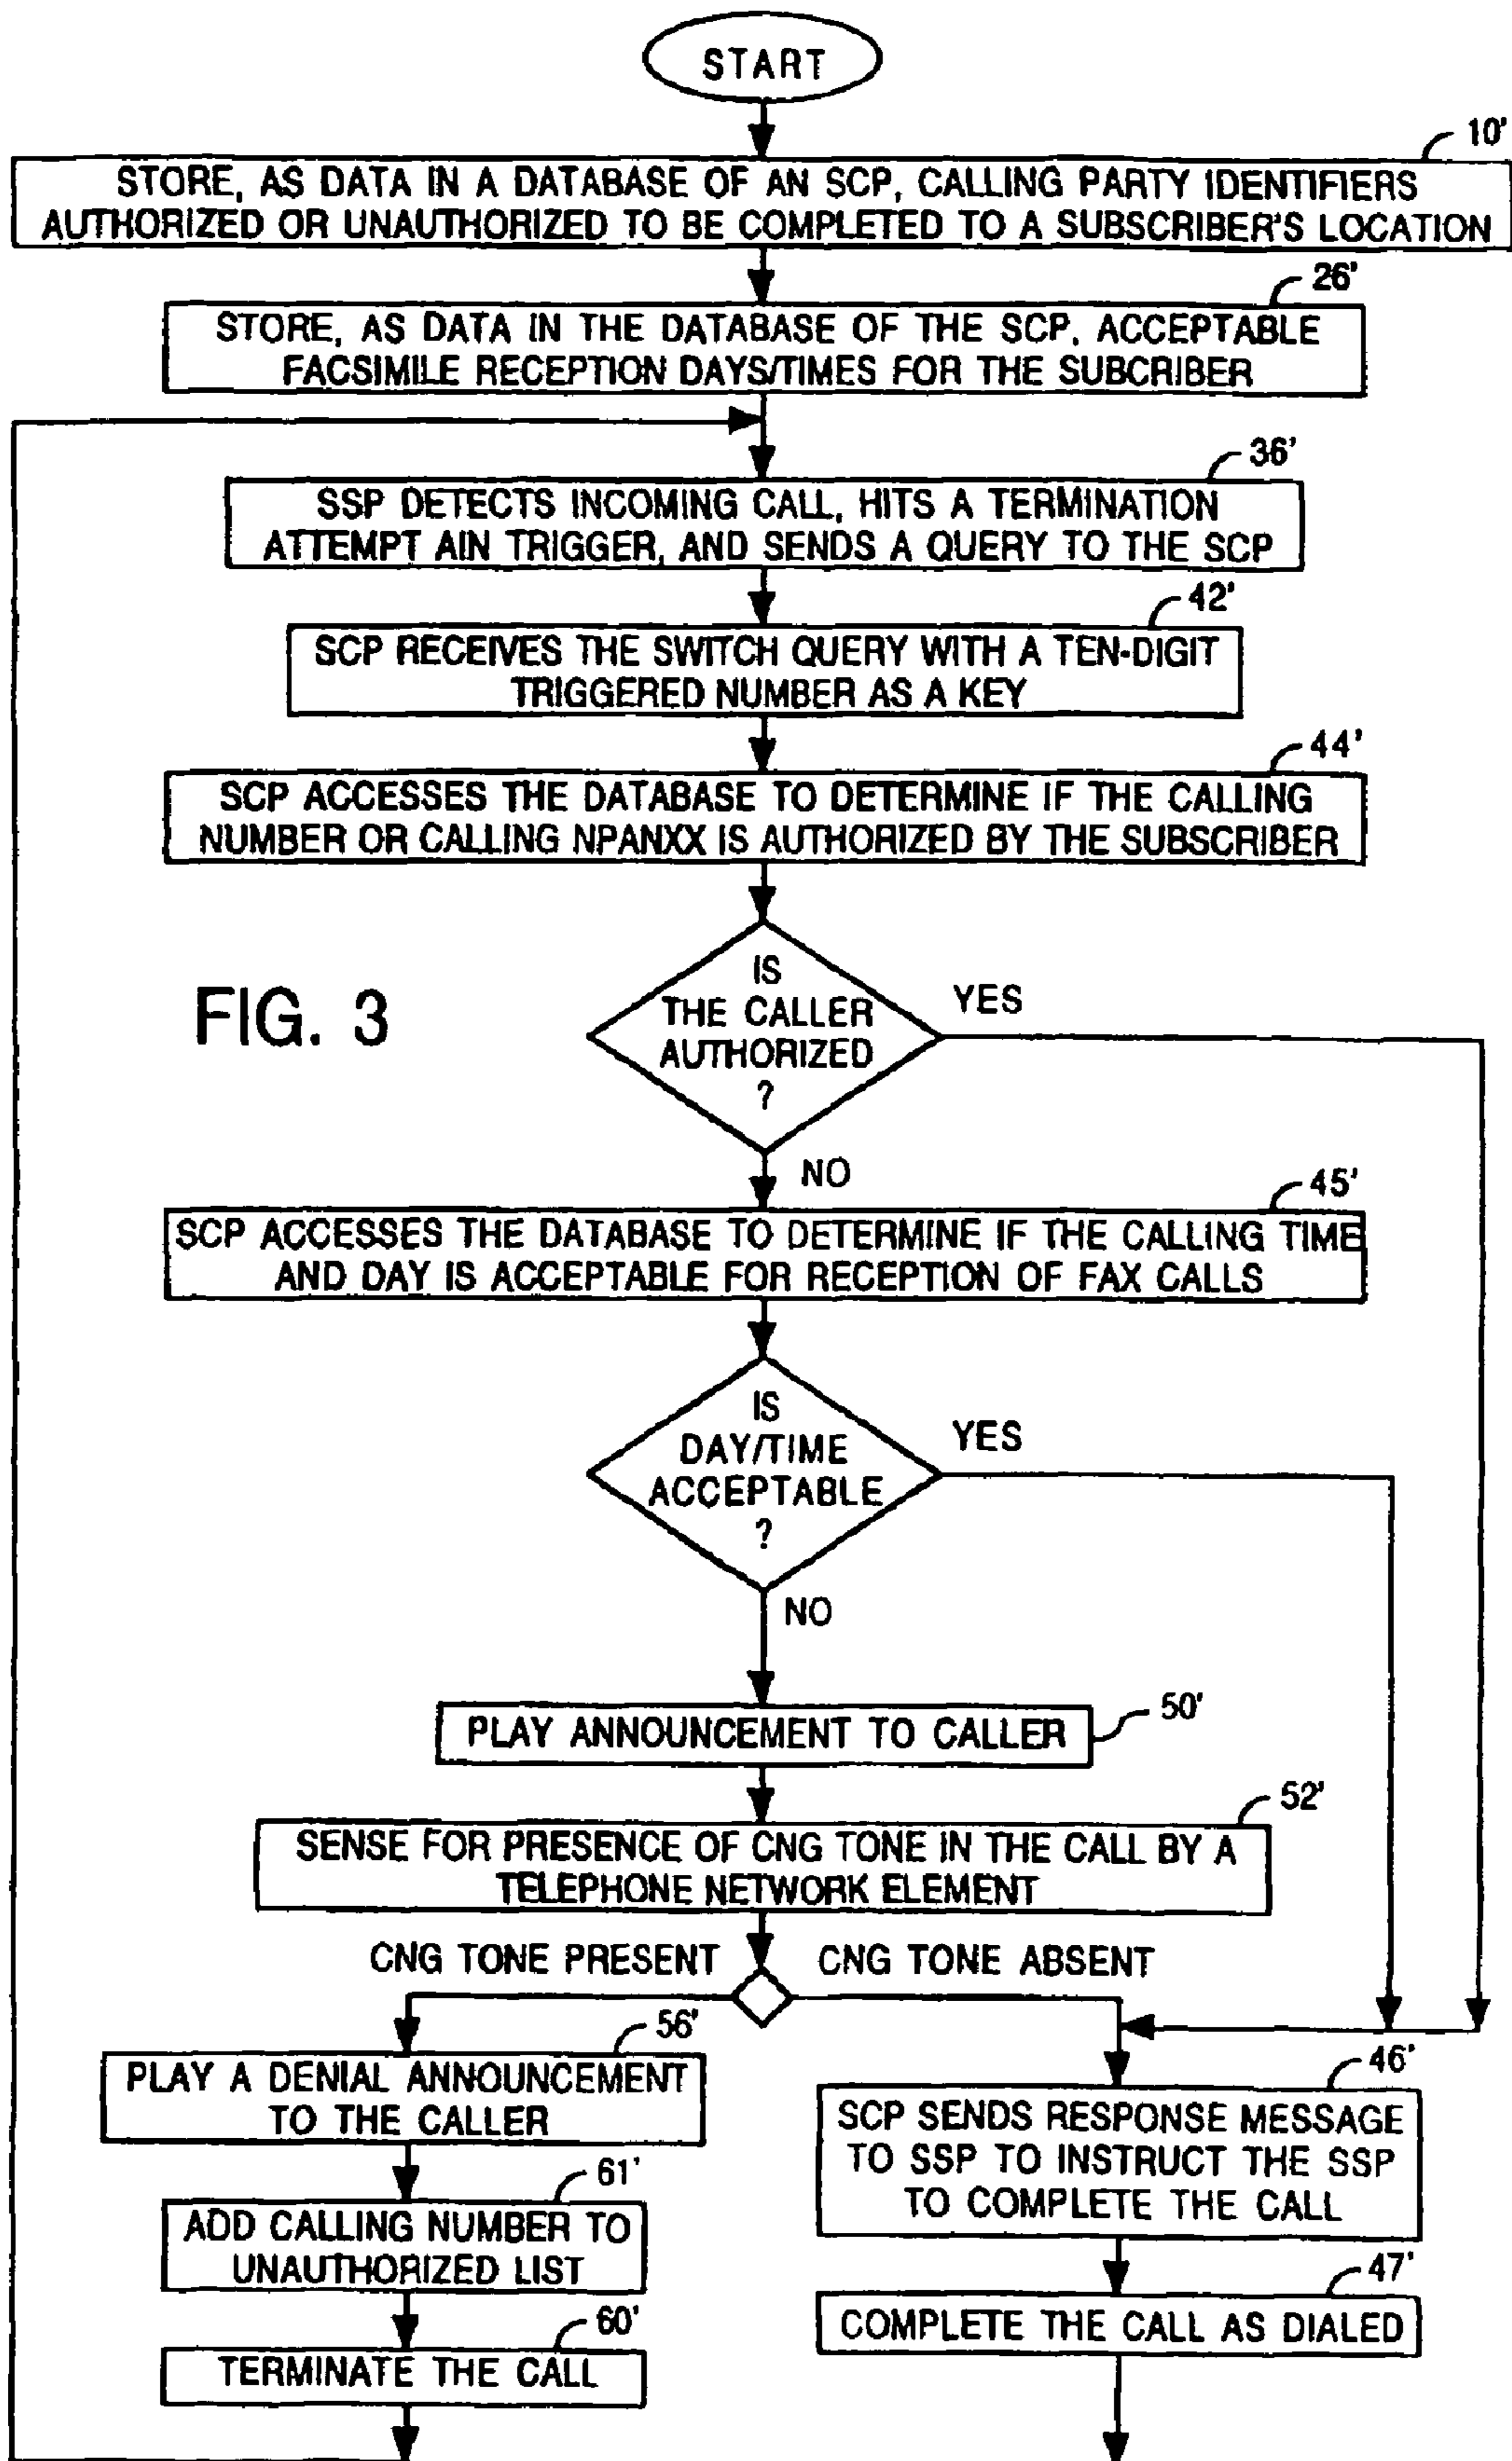 START
10'
STORE, AS DATA IN A DATABASE OF AN SCP, CALLING PARTY IDENTIFIERS
AUTHORIZED OR UNAUTHORIZED TO BE COMPLETED TO A SUBSCRIBER'S LOCATION
26'
STORE, AS DATA IN THE DATABASE OF THE SCP, ACCEPTABLE
FACSIMILE RECEPTION DAYS/TIMES FOR THE SUBCRIBER
36'
SSP DETECTS INCOMING CALL, HITS A TERMINATION
ATTEMPT AIN TRIGGER, AND SENDS A QUERY TO THE SCP
42'
SCP RECEIVES THE SWITCH QUERY WITH A TEN-DIGIT
TRIGGERED NUMBER AS A KEY
44'
SCP ACCESSES THE DATABASE TO DETERMINE IF THE CALLING
NUMBER OR CALLING NPANXX IS AUTHORIZED BY THE SUBSCRIBER
FIG. 3
IS
THE CALLER
AUTHORIZED
?
YES
NO
45'
SCP ACCESSES THE DATABASE TO DETERMINE IF THE CALLING TIME
AND DAY IS ACCEPTABLE FOR RECEPTION OF FAX CALLS
IS
DAY/TIME
ACCEPTABLE
?
YES
NO
PLAY ANNOUNCEMENT TO CALLER
50'
52'
SENSE FOR PRESENCE OF CNG TONE IN THE CALL BY A
TELEPHONE NETWORK ELEMENT
CNG TONE PRESENT
CNG TONE ABSENT
56'
PLAY A DENIAL ANNOUNCEMENT
TO THE CALLER
61'
ADD CALLING NUMBER TO
UNAUTHORIZED LIST
60'
TERMINATE THE CALL
46'
SCP SENDS RESPONSE MESSAGE
TO SSP TO INSTRUCT THE SSP
TO COMPLETE THE CALL
47'
COMPLETE THE CALL AS DIALED